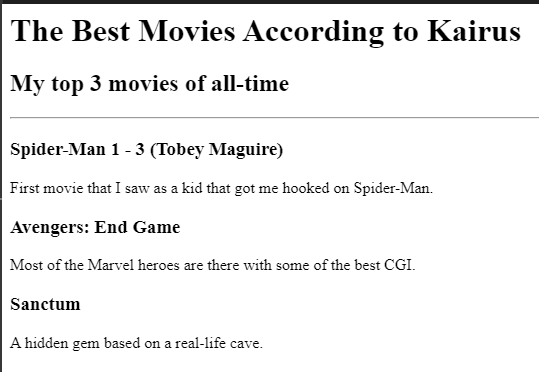 The Best Movies According to Kairus
My top 3 movies of all-time
Spider-Man 1 - 3 (Tobey Maguire)
First movie that I saw as a kid that got me hooked on Spider-Man.
Avengers: End Game
Most of the Marvel heroes are there with some of the best CGI.
Sanctum
A hidden gem based on a real-life cave.